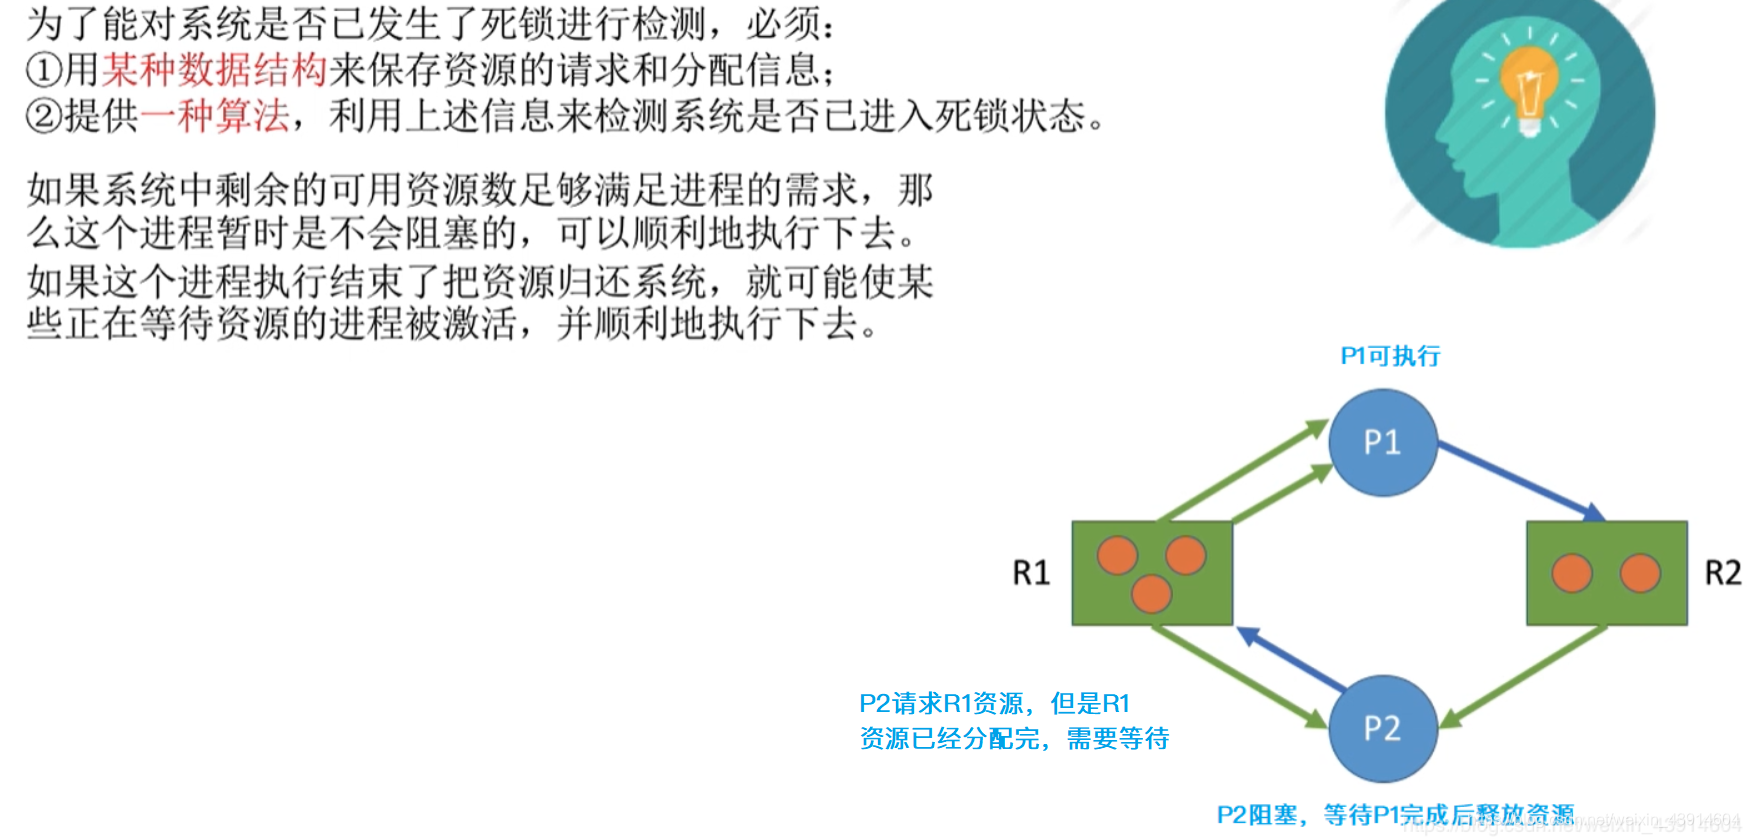 为了能对系统是否已发生了死锁进行检测，必须：
①用某种数据结构来保存资源的请求和分配信息；
②提供一种算法，利用上述信息来检测系统是否已进入死锁状态。
如果系统中剩余的可用资源数足够满足进程的需求，那
么这个进程暂时是不会阻塞的，可以顺利地执行下去。
如果这个进程执行结束了把资源归还系统，就可能使某
些正在等待资源的进程被激活，并顺利地执行下去。
P1可执行
P1
R1
R2
P2请求R1资源，但是R1
资源已经分配完，需要等待
P2
P2阻塞，等待P1完成后释放资源